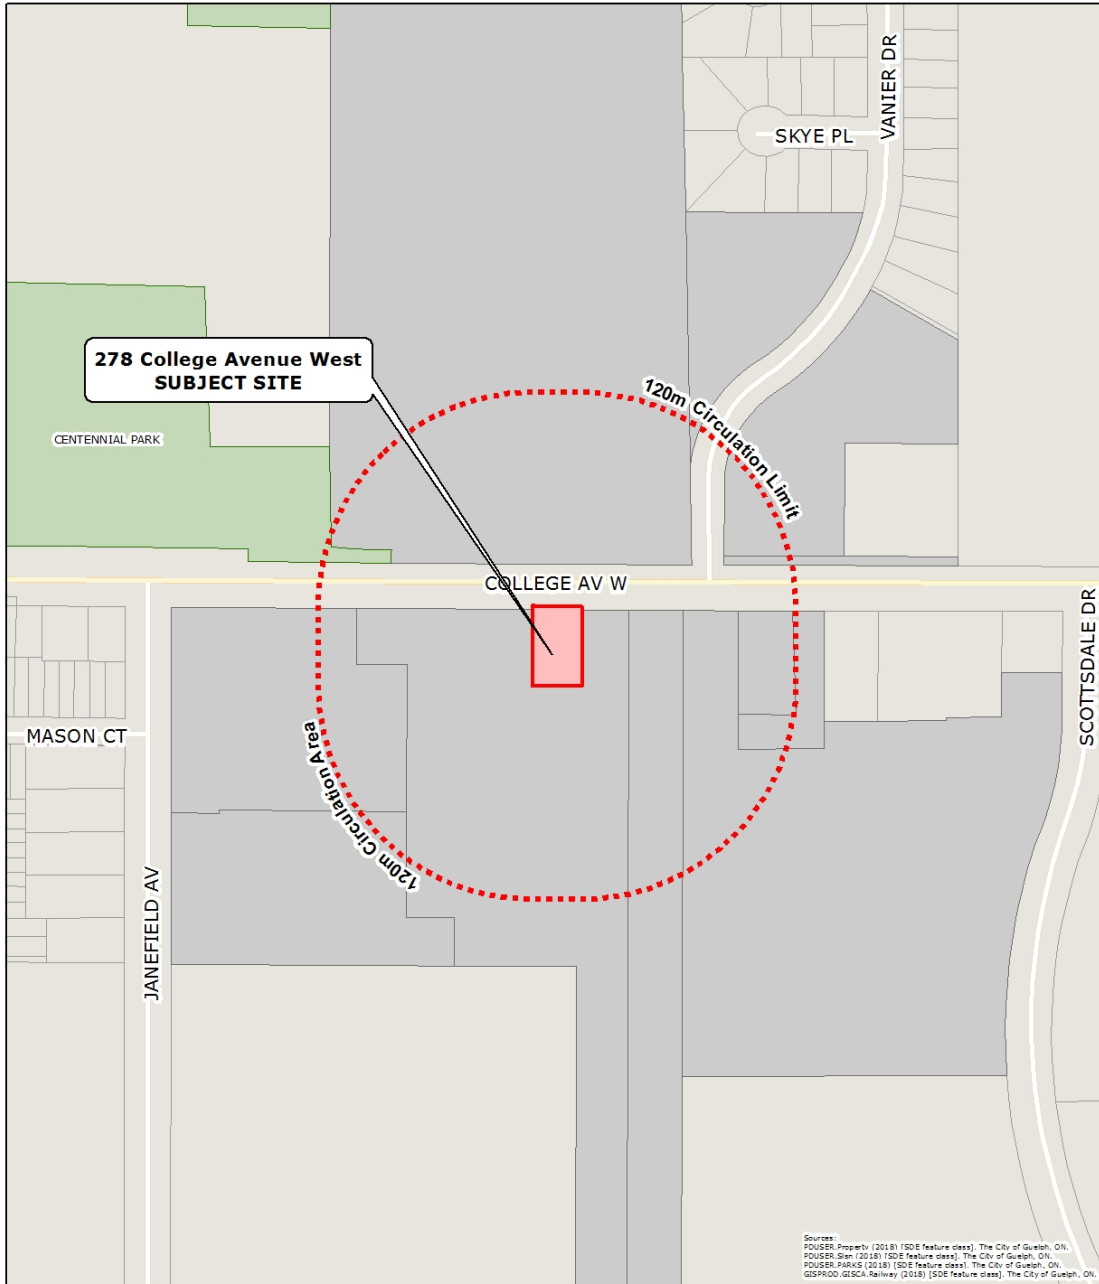 VANIER DR
SKYE PL
278 College Avenue West
SUBJECT SITE
120m Circulation Limit
CENTENNIAL PARK
COLLEGE AV W
SCOTTSDALE DR
MASON CT
120m Circulation Area
JANEFIELD AV
Sources:
PDUSER.Property (2018) [SDE feature class]. The City of Guelph, ON.
PDUSER.Sign (2018) [SDE feature class]. The City of Guelph, ON.
PDUSER.PARKS (2018) [SDE feature class]. The City of Guelph, ON.
GISPROD.GISCA.Railway (2018) [SDE feature class]. The City of Guelph, ON.